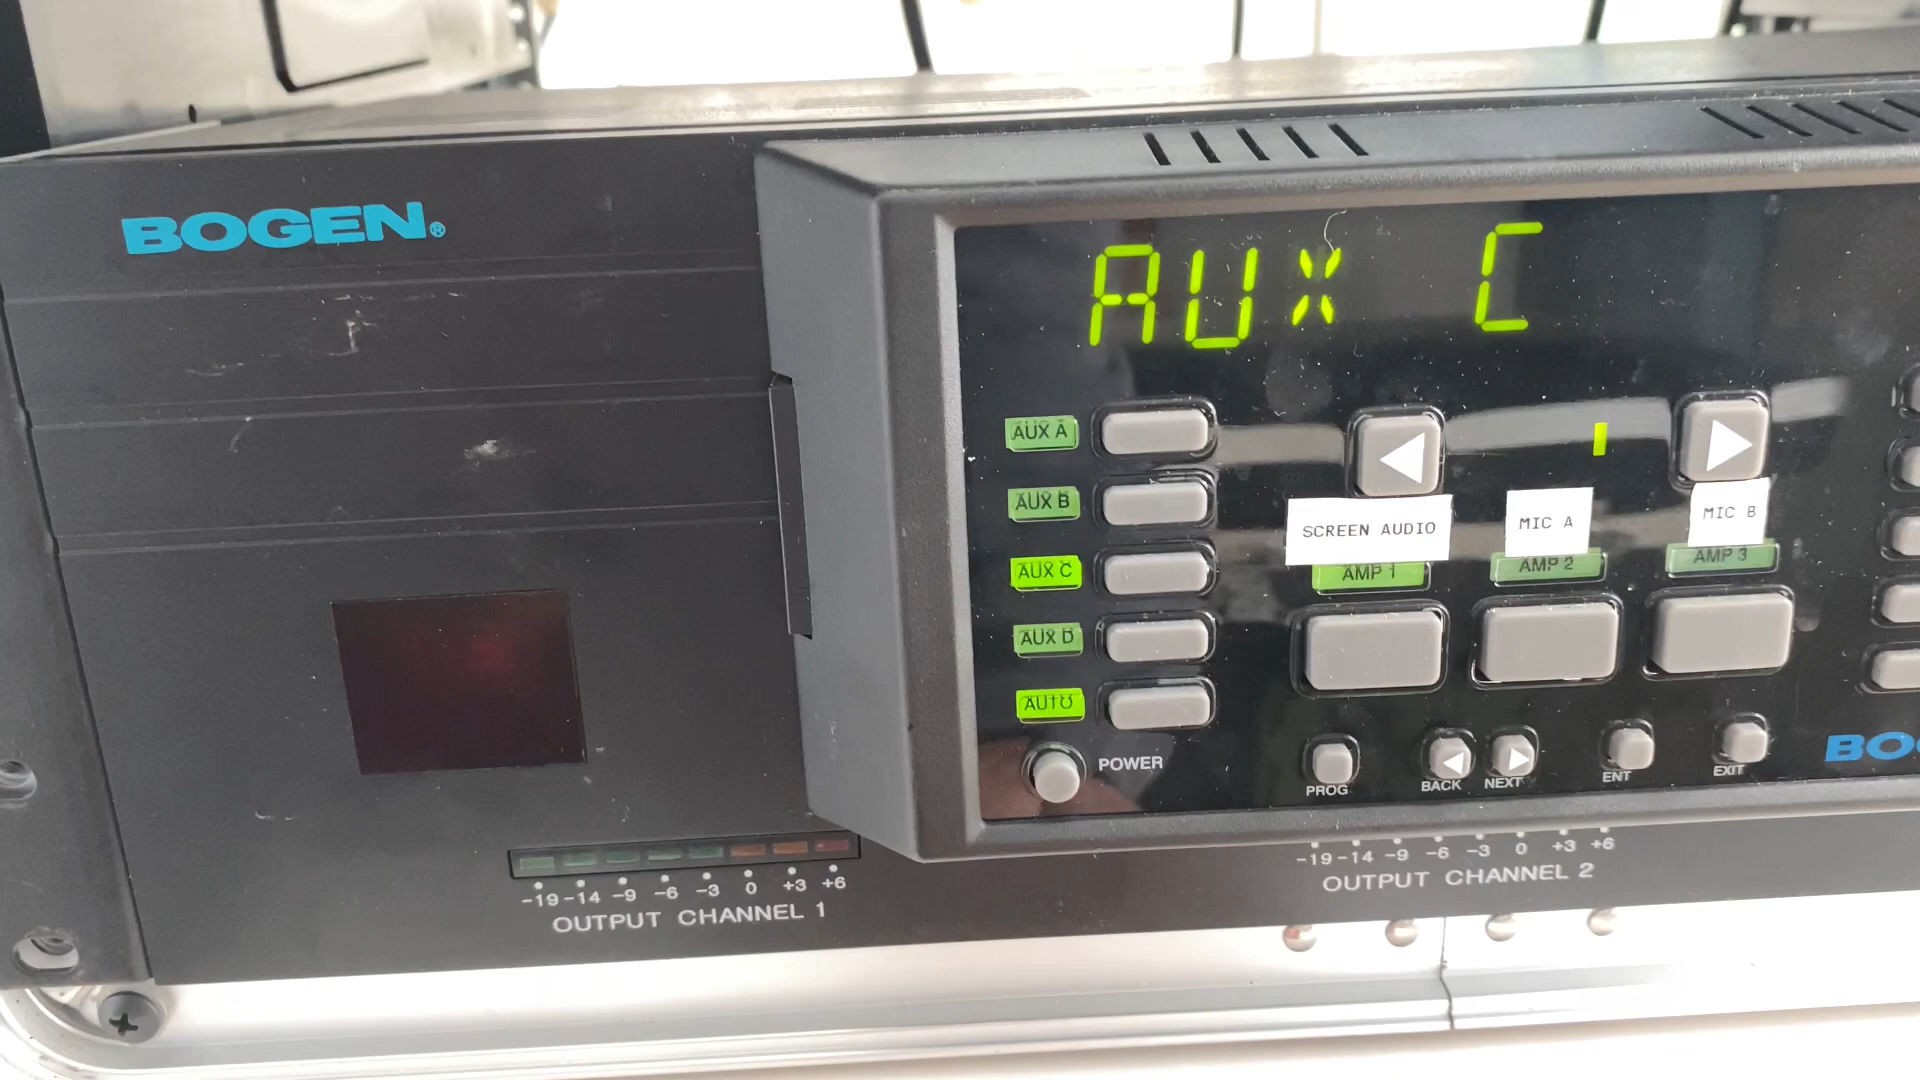 BOGEN®
AUX C
AUX A
AUX B
SCREEN AUDIO
MIC A
MIC B
AUX C
AMP 1
AMP 2
AMP 3
AUX D
AUTO
POWER
PROG
BACK
NEXT
ENT
EXIT
-19 -14 -9 -6 -3 0 +3 +6
OUTPUT CHANNEL 1
-19 -14 -9 -6 -3 0 +3 +6
OUTPUT CHANNEL 2